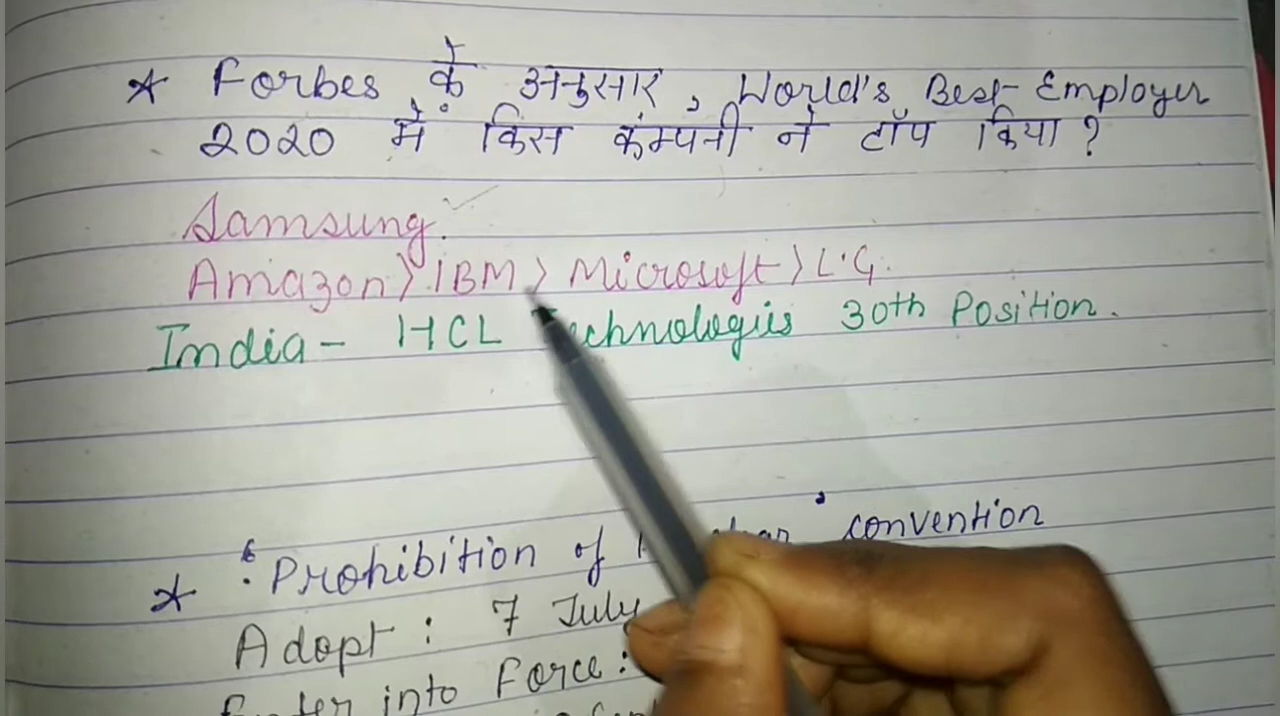 * Forbes के अनुसार, World's Best Employer
2020 में किस कंम्पनी ने टॉप किया ?
Samsung.
Amazon > IBM > Microsoft > L.G.
India - HCL Technologies 30th Position.
* Prohibition of convention
Adopt : 7 July
Enter into Force :